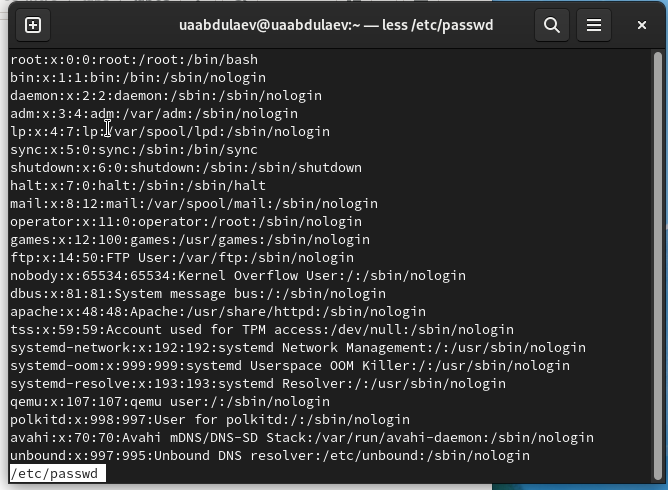 uaabdulaev@uaabdulaev:~ — less /etc/passwd
root:x:0:0:root:/root:/bin/bash
bin:x:1:1:bin:/bin:/sbin/nologin
daemon:x:2:2:daemon:/sbin:/sbin/nologin
adm:x:3:4:adm:/var/adm:/sbin/nologin
lp:x:4:7:lp:/var/spool/lpd:/sbin/nologin
sync:x:5:0:sync:/sbin:/bin/sync
shutdown:x:6:0:shutdown:/sbin:/sbin/shutdown
halt:x:7:0:halt:/sbin:/sbin/halt
mail:x:8:12:mail:/var/spool/mail:/sbin/nologin
operator:x:11:0:operator:/root:/sbin/nologin
games:x:12:100:games:/usr/games:/sbin/nologin
ftp:x:14:50:FTP User:/var/ftp:/sbin/nologin
nobody:x:65534:65534:Kernel Overflow User:/:/sbin/nologin
dbus:x:81:81:System message bus:/:/sbin/nologin
apache:x:48:48:Apache:/usr/share/httpd:/sbin/nologin
tss:x:59:59:Account used for TPM access:/dev/null:/sbin/nologin
systemd-network:x:192:192:systemd Network Management:/:/usr/sbin/nologin
systemd-oom:x:999:999:systemd Userspace OOM Killer:/:/usr/sbin/nologin
systemd-resolve:x:193:193:systemd Resolver:/:/usr/sbin/nologin
qemu:x:107:107:qemu user:/:/sbin/nologin
polkitd:x:998:997:User for polkitd:/:/sbin/nologin
avahi:x:70:70:Avahi mDNS/DNS-SD Stack:/var/run/avahi-daemon:/sbin/nologin
unbound:x:997:995:Unbound DNS resolver:/etc/unbound:/sbin/nologin
/etc/passwd